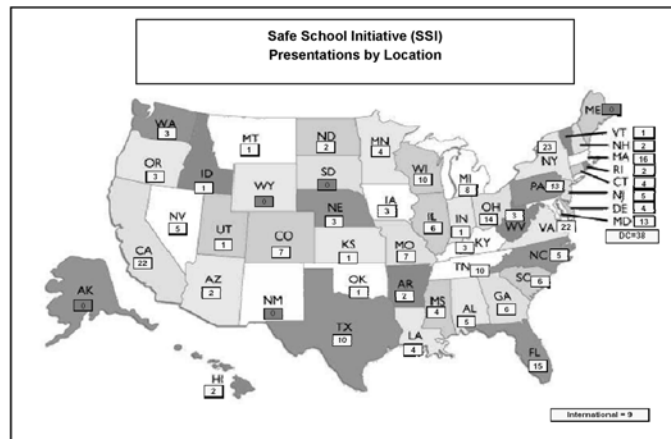 Safe School Initiative (SSI)
Presentations by Location
WA
3
OR
3
CA
22
NV
5
ID
1
MT
1
WY
0
UT
1
AZ
2
CO
7
NM
0
ND
2
SD
0
NE
3
KS
1
OK
1
TX
10
MN
4
IA
3
MO
7
AR
2
LA
4
WI
10
IL
6
MS
4
MI
6
IN
1
KY
3
TN
10
AL
5
OH
14
WV
3
GA
6
FL
15
SC
6
NC
5
VA
22
PA
13
23
NY
ME
0
VT 1
NH 2
MA 16
RI 2
CT 4
NJ 5
DE 4
MD 13
DC=38
AK
0
HI
2
International = 9